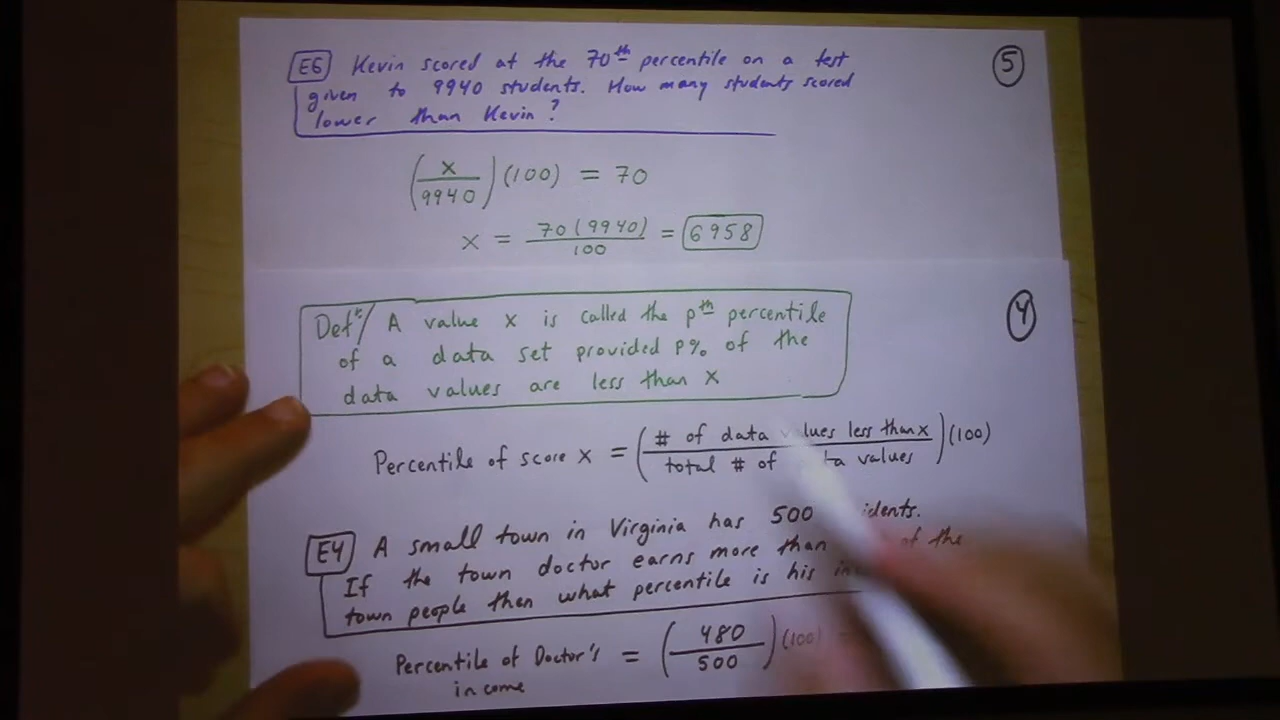 E6 Kevin scored at the 70th percentile on a test
given to 9940 students. How many students scored
lower than Kevin?
5
(x/9940)(100) = 70
x = 70(9940)/100 = 6958
4
Defⁿ/ A value x is called the pth percentile
of a data set provided P% of the
data values are less than x
Percentile of score x = (# of data values less than x / total # of data values)(100)
E4 A small town in Virginia has 500
If the town doctor earns more than of the
town people then what percentile is his
Percentile of Doctor's = (480/500)(100)
income